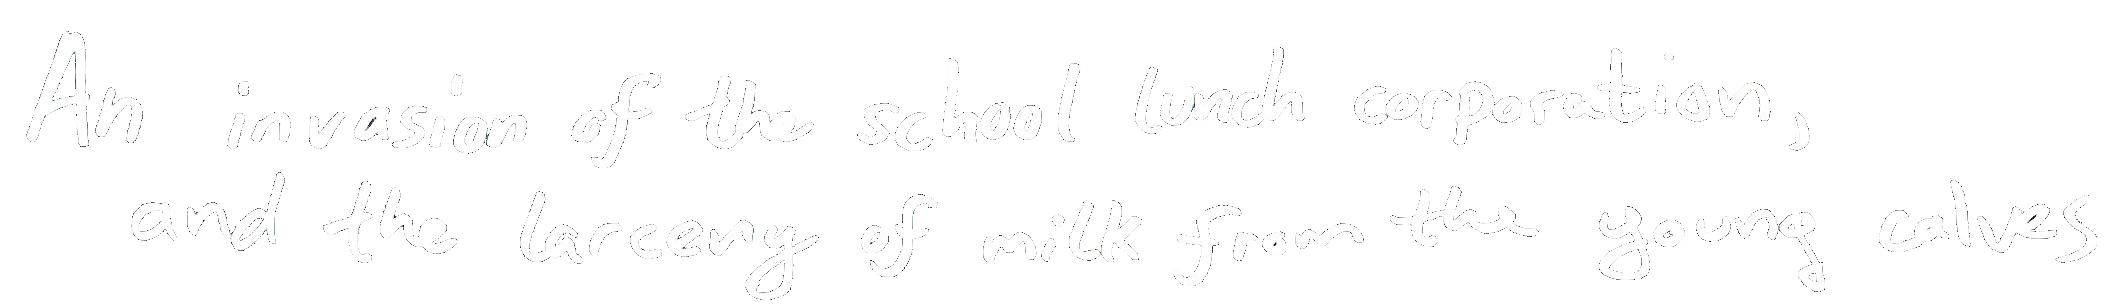 An invasion of the school lunch corporation,
and the larceny of milk from the young calves